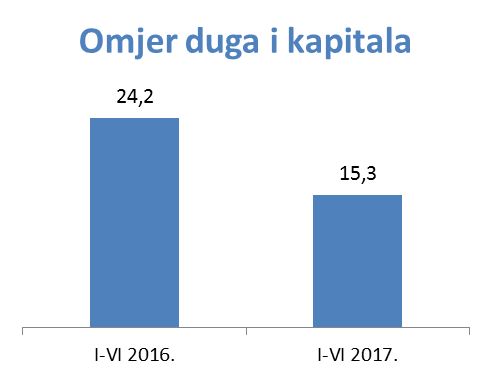 Omjer duga i kapitala
24,2
15,3
I-VI 2016.
I-VI 2017.